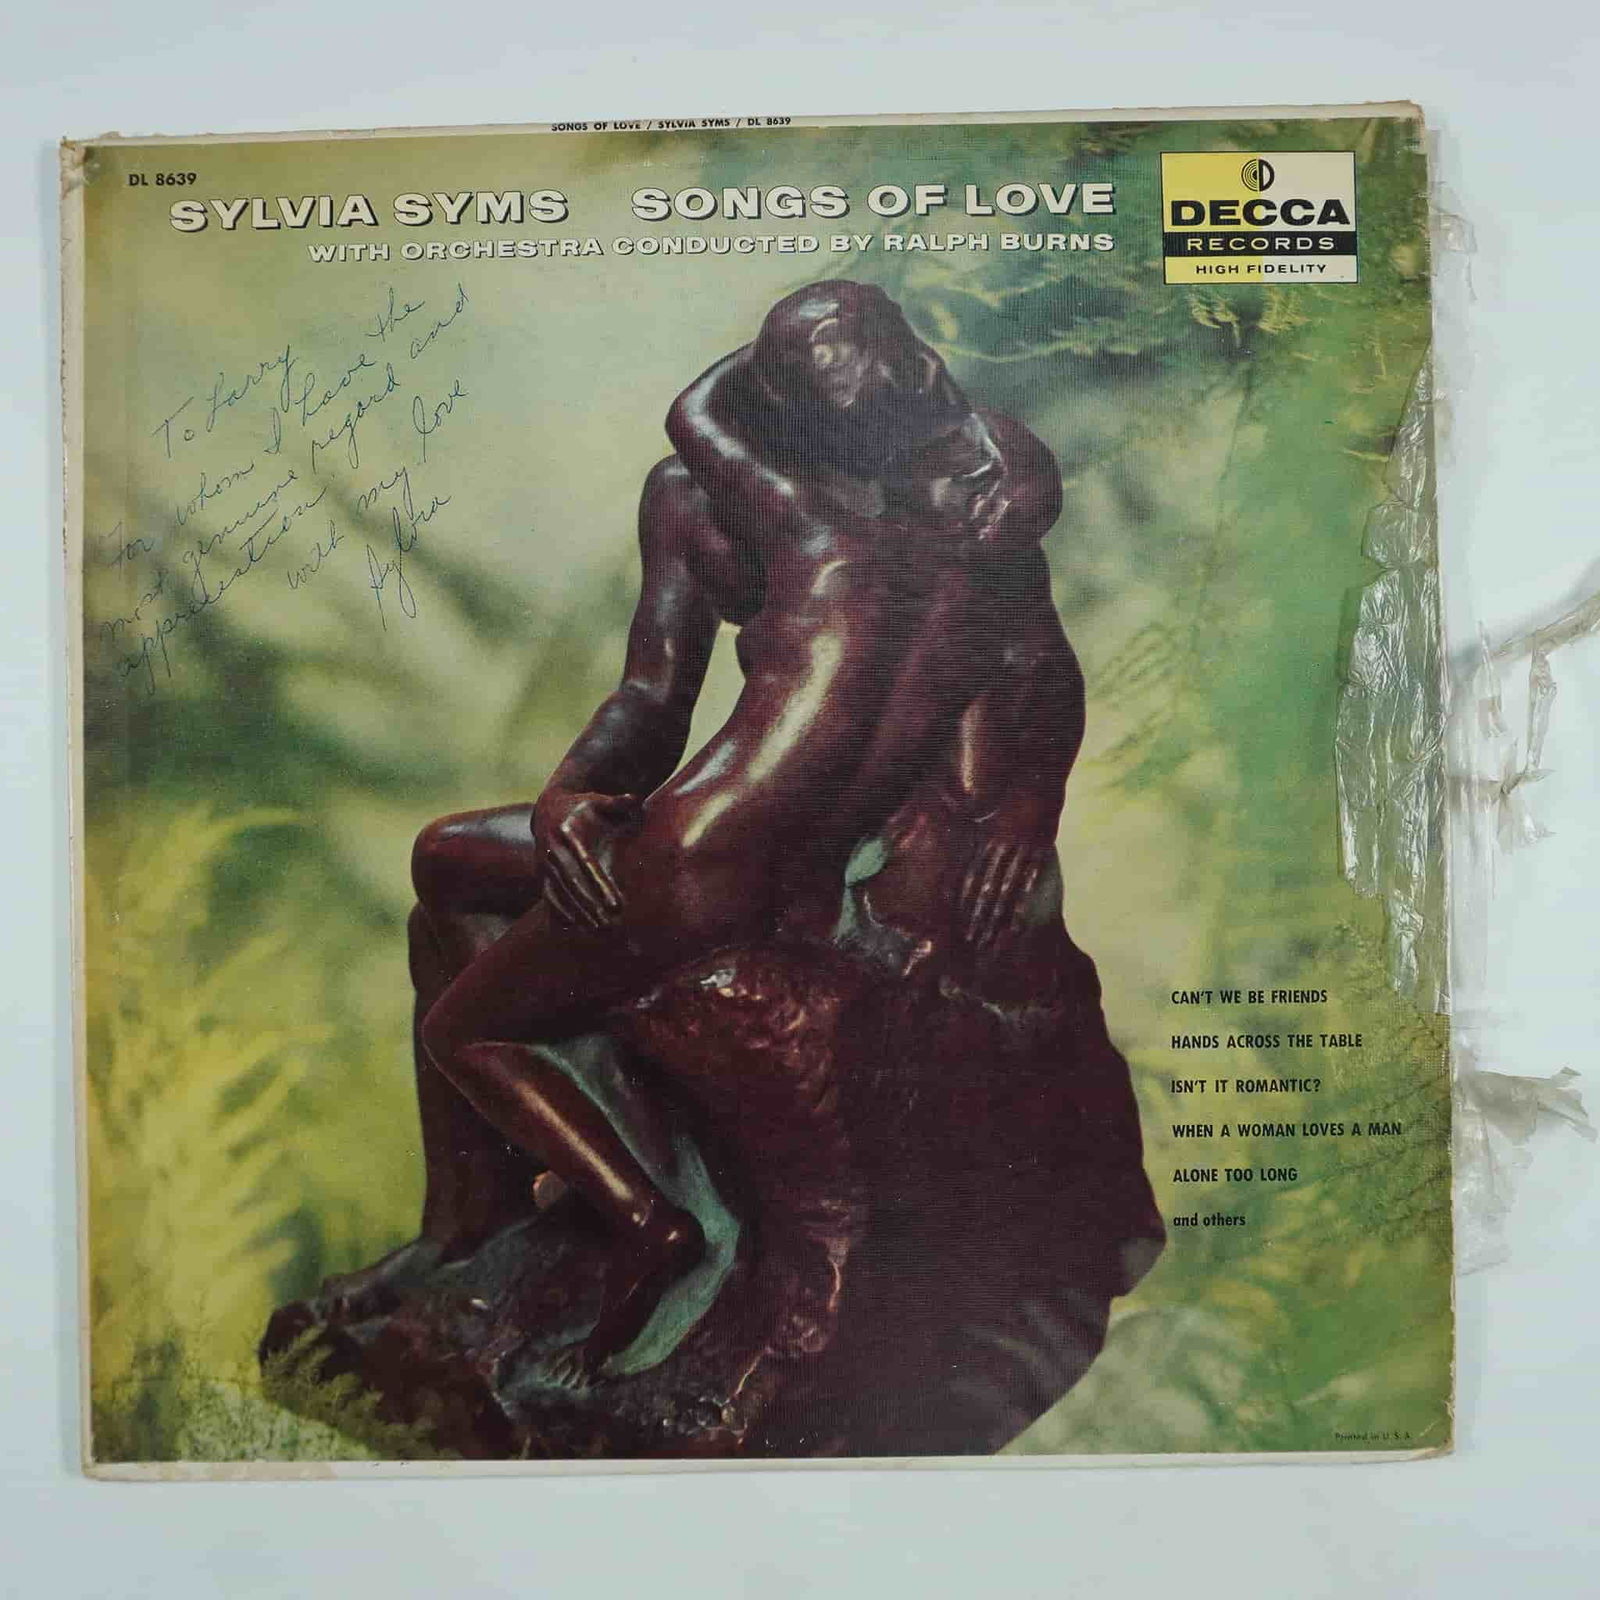 SONGS OF LOVE / SYLVIA SYMS / DL 8639
DL 8639
SYLVIA SYMS SONGS OF LOVE
WITH ORCHESTRA CONDUCTED BY RALPH BURNS
DECCA
RECORDS
HIGH FIDELITY
To Larry
For whom I have the
most genuine regard and
appreciation
with my love
Sylvia
CAN'T WE BE FRIENDS
HANDS ACROSS THE TABLE
ISN'T IT ROMANTIC?
WHEN A WOMAN LOVES A MAN
ALONE TOO LONG
and others
Printed in U. S. A.